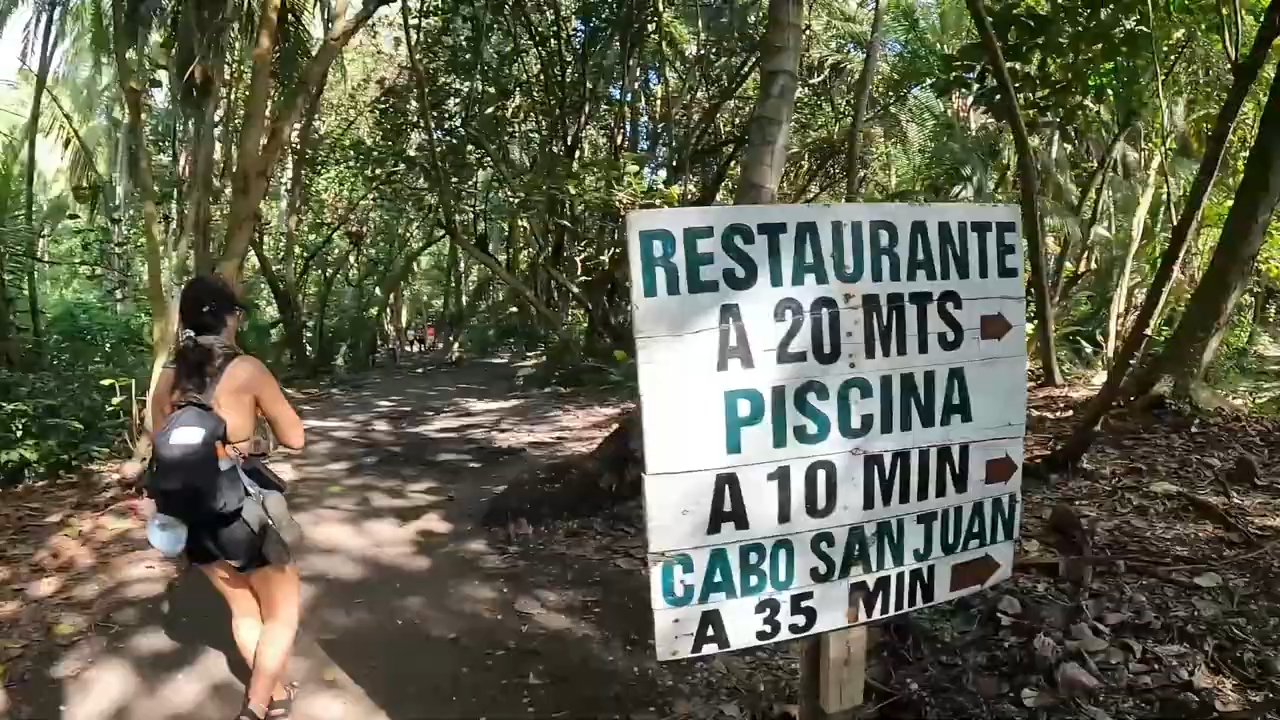 RESTAURANTE
A 20 MTS
PISCINA
A 10 MIN
CABO SAN JUAN
A 35 MIN